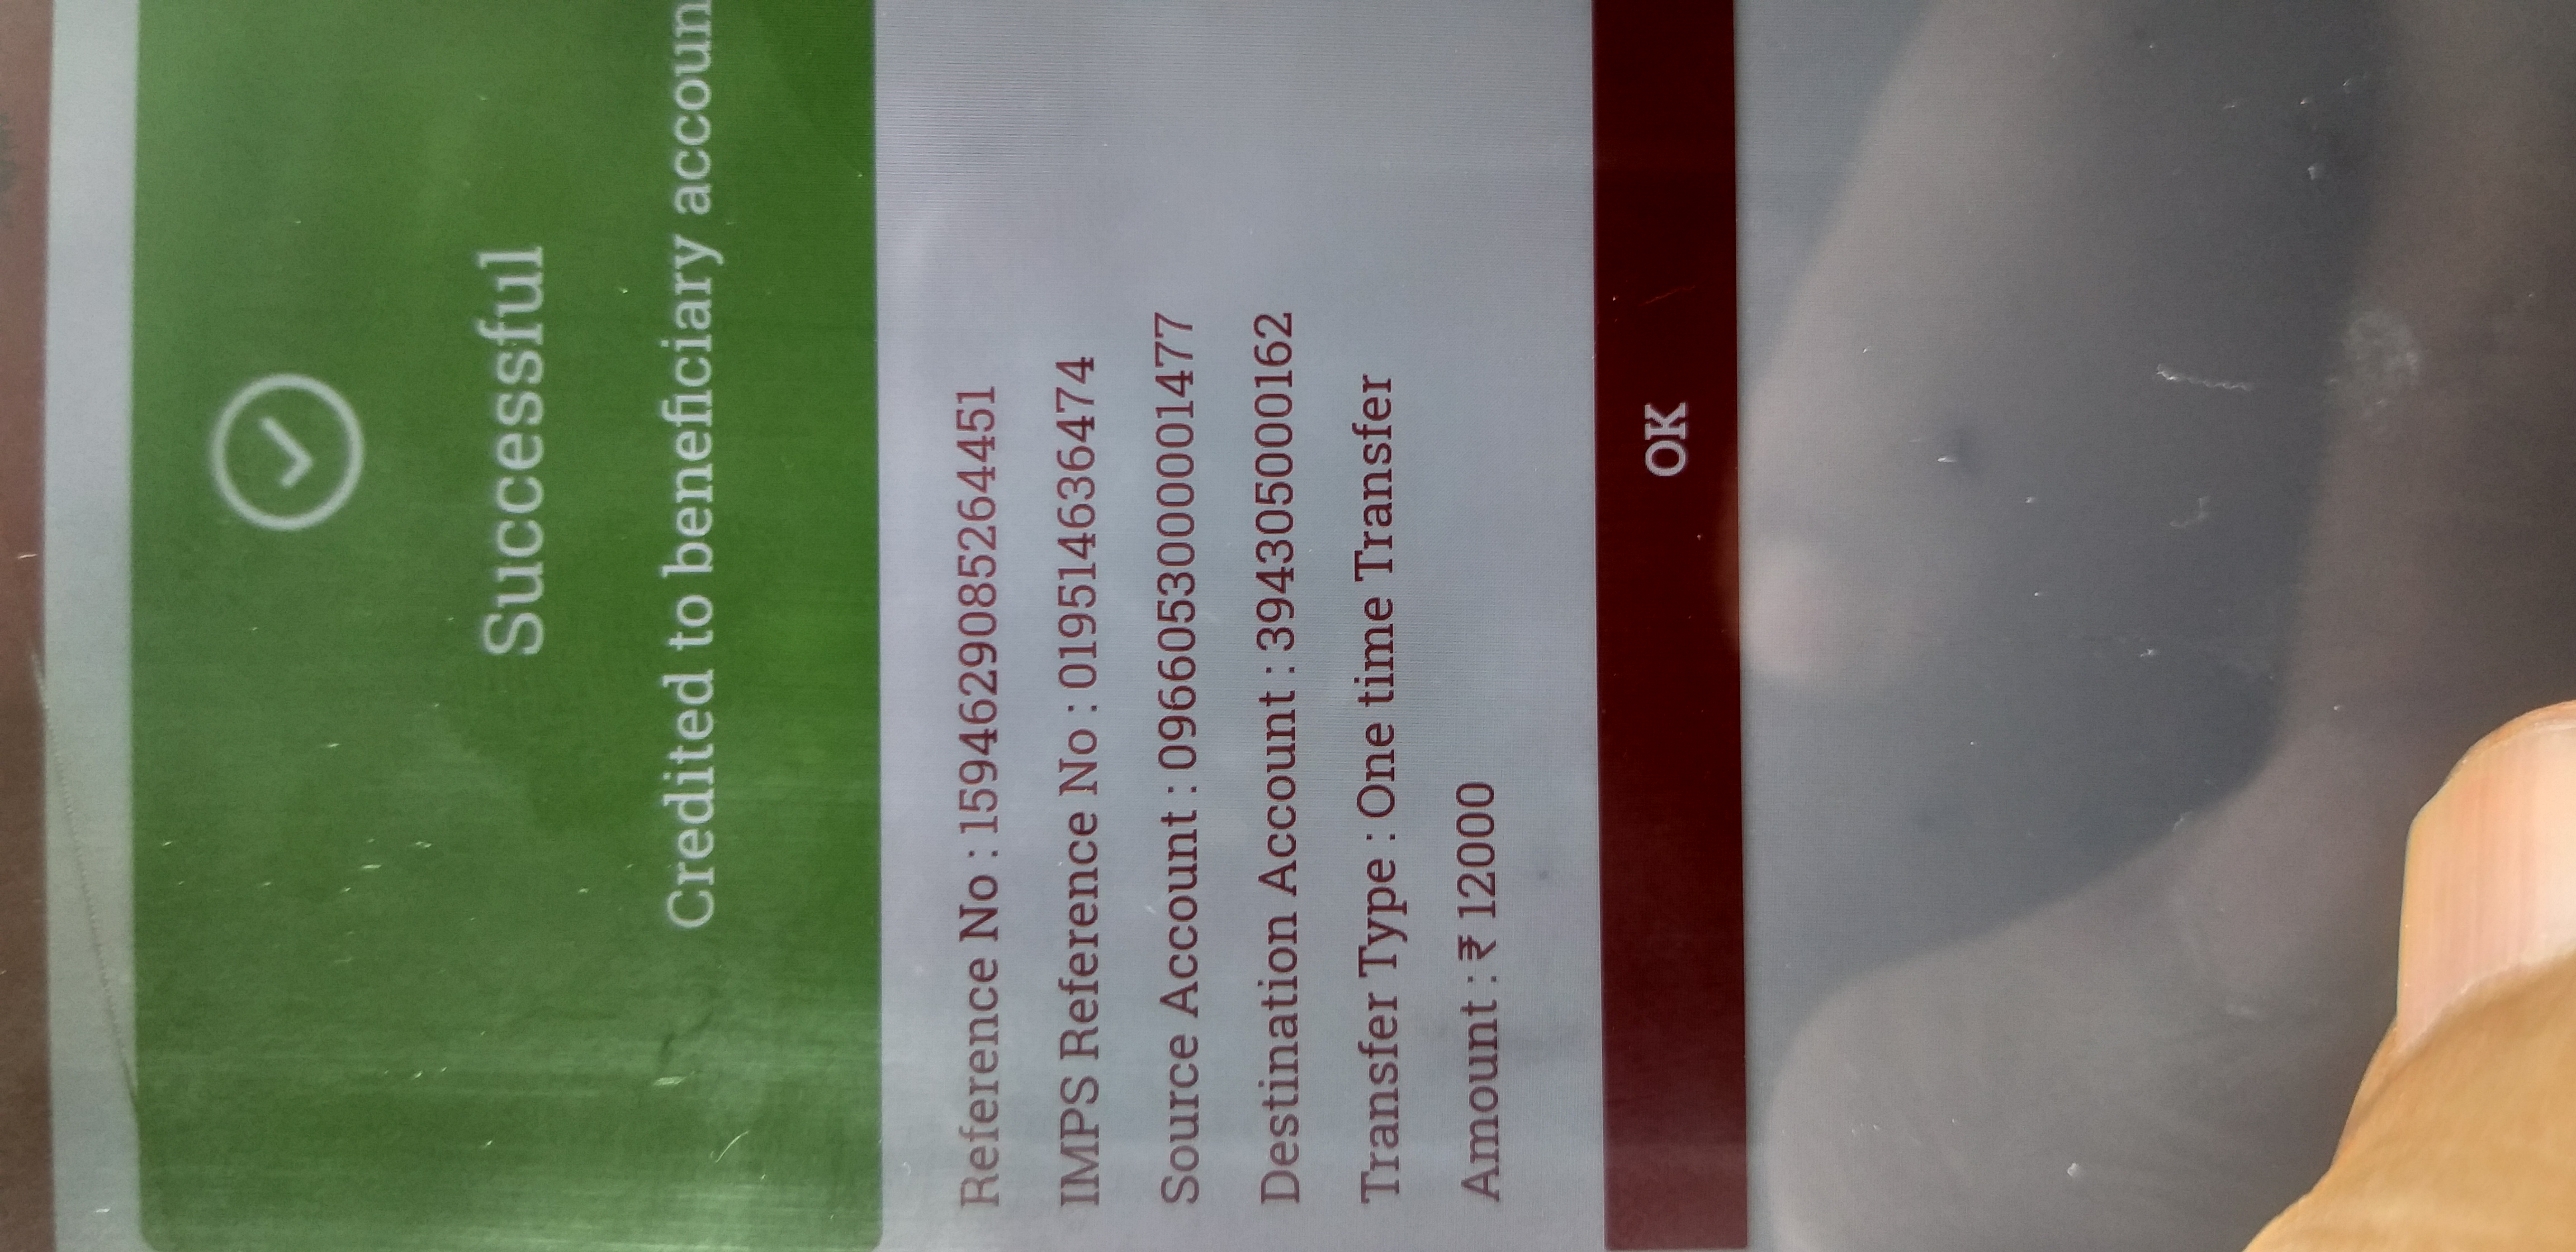 Successful
Credited to beneficiary accoun
Reference No : 1594629085264451
IMPS Reference No : 019514636474
Source Account : 0966053000001477
Destination Account : 394305000162
Transfer Type : One time Transfer
Amount : ₹ 12000
OK